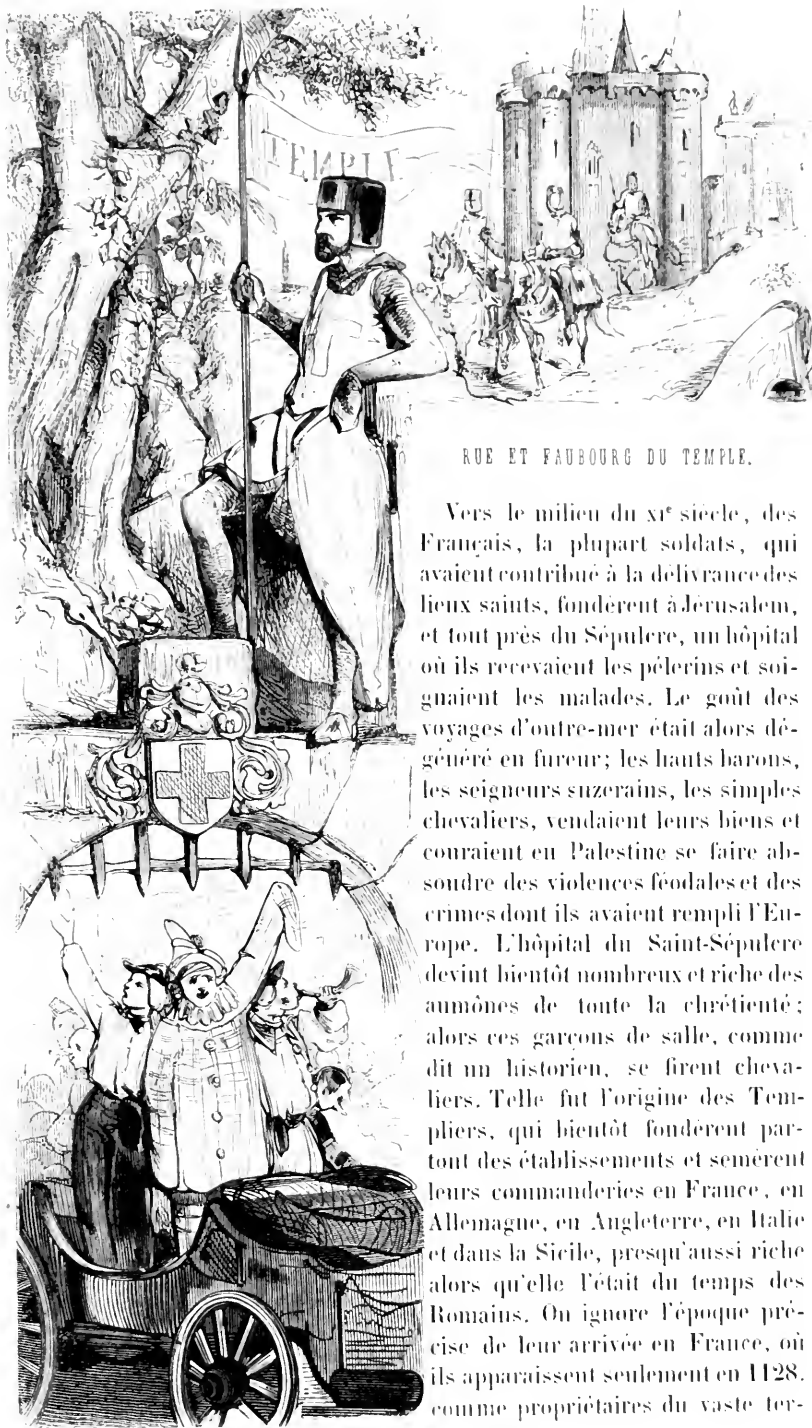 TEMPLE
RUE ET FAUBOURG DU TEMPLE.
Vers le milieu du XIe siècle, des
Français, la plupart soldats, qui
avaient contribué à la délivrance des
lieux saints, fondèrent à Jérusalem,
et tout près du Sépulcre, un hôpital
où ils recevaient les pélerins et soi-
gnaient les malades. Le goût des
voyages d'outre-mer était alors dé-
généré en fureur; les hauts barons,
les seigneurs suzerains, les simples
chevaliers, vendaient leurs biens et
couraient en Palestine se faire ab-
soudre des violences féodales et des
crimes dont ils avaient rempli l'Eu-
rope. L'hôpital du Saint-Sépulcre
devint bientôt nombreux et riche des
aumônes de toute la chrétienté;
alors ces garçons de salle, comme
dit un historien, se firent cheva-
liers. Telle fut l'origine des Tem-
pliers, qui bientôt fondèrent par-
tout des établissements et semèrent
leurs commanderies en France, en
Allemagne, en Angleterre, en Italie
et dans la Sicile, presqu'aussi riche
alors qu'elle l'était du temps des
Romains. On ignore l'époque pré-
cise de leur arrivée en France, où
ils apparaissent seulement en 1128.
comme propriétaires du vaste ter-